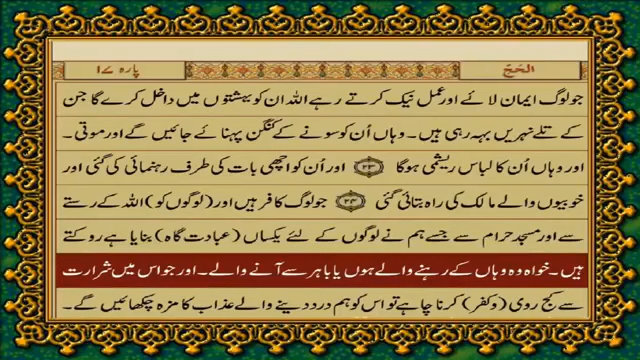 الحَجّ
پارہ ۱۷
جو لوگ ایمان لائے اور عمل نیک کرتے رہے اللہ ان کو بہشتوں میں داخل کرے گا جن
کے تلے نہریں بہہ رہی ہیں۔ وہاں اُن کو سونے کے کنگن پہنائے جائیں گے اور موتی۔
اور وہاں اُن کا لباس ریشمی ہوگا ﴿۲۳﴾ اور اُن کو اچھی بات کی طرف رہنمائی کی گئی اور
خوبیوں والے مالک کی راہ بتائی گئی ﴿۲۴﴾ جو لوگ کافر ہیں اور (لوگوں کو) اللہ کے رستے
سے اور مسجد حرام سے جسے ہم نے لوگوں کے لئے یکساں (عبادت گاہ) بنایا ہے روکتے
ہیں۔ خواہ وہ وہاں کے رہنے والے ہوں یا باہر سے آنے والے۔ اور جو اس میں شرارت
سے کج روی (و کفر) کرنا چاہے تو اس کو ہم درد دینے والے عذاب کا مزہ چکھائیں گے۔